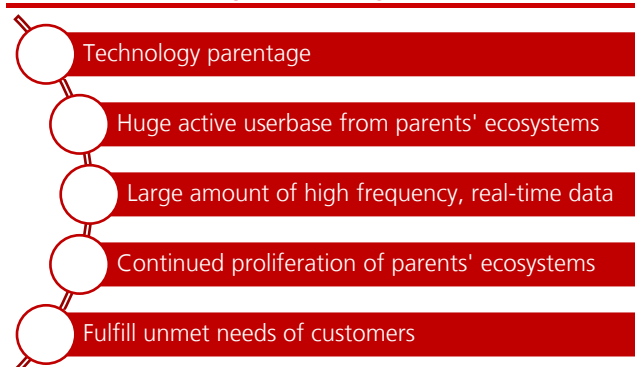 Technology parentage
Huge active userbase from parents' ecosystems
Large amount of high frequency, real-time data
Continued proliferation of parents' ecosystems
Fulfill unmet needs of customers